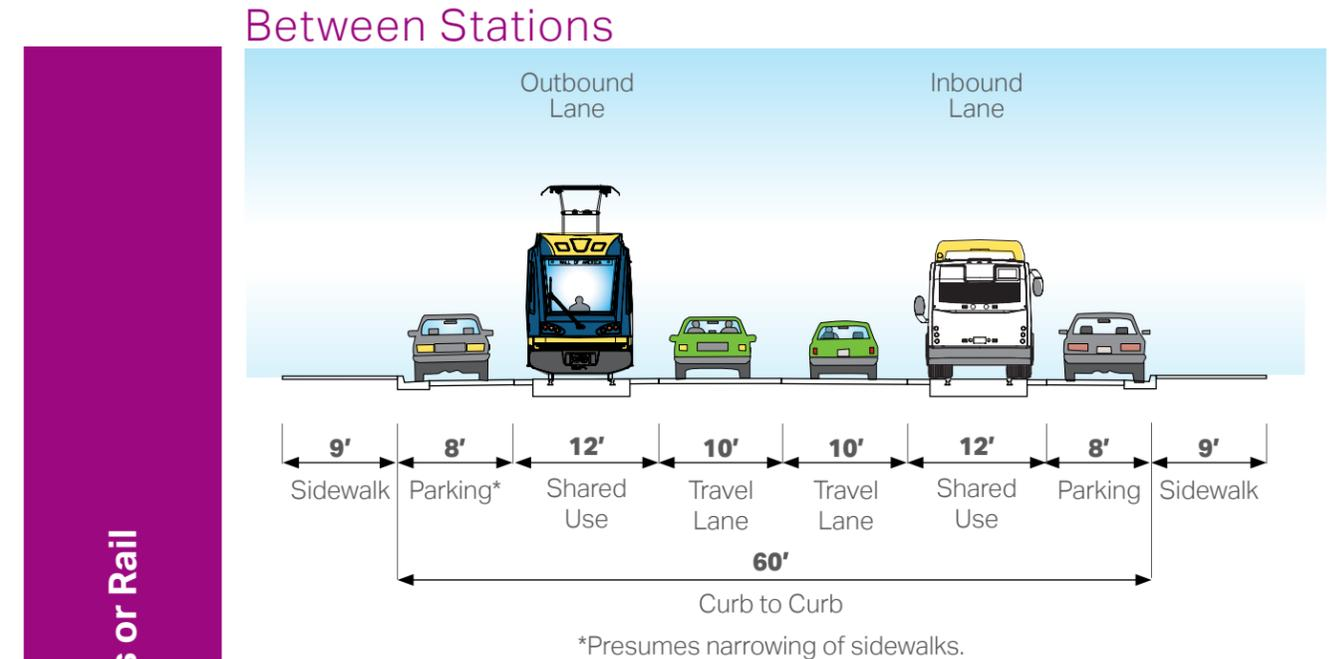 Between Stations
Outbound
Lane
Inbound
Lane
9′ 8′ 12′ 10′ 10′ 12′ 8′ 9′
Sidewalk Parking* Shared Use Travel Lane Travel Lane Shared Use Parking Sidewalk
60′
Curb to Curb
*Presumes narrowing of sidewalks.
s or Rail